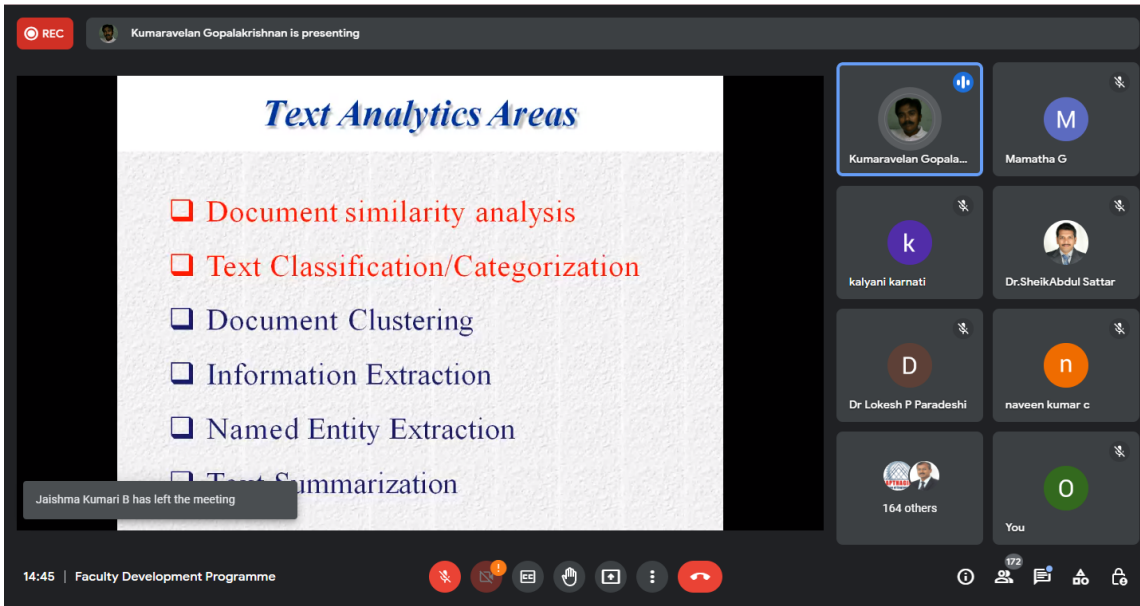 REC
Kumaravelan Gopalakrishnan is presenting
Text Analytics Areas
Document similarity analysis
Text Classification/Categorization
Document Clustering
Information Extraction
Named Entity Extraction
Text Summarization
Jaishma Kumari B has left the meeting
Kumaravelan Gopala...
M
Mamatha G
k
kalyani karnati
Dr.SheikAbdul Sattar
D
Dr Lokesh P Paradeshi
n
naveen kumar c
164 others
O
You
14:45 | Faculty Development Programme
!
CC
172